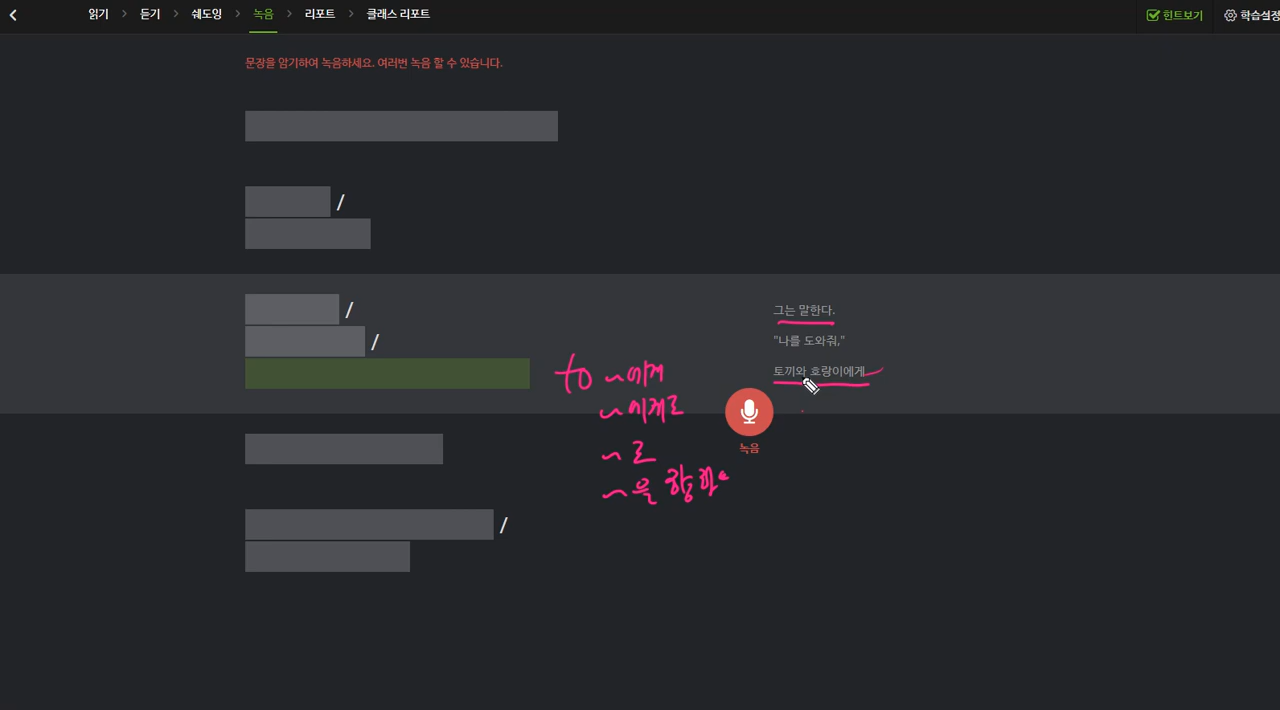 읽기 > 듣기 > 쉐도잉 > 녹음 > 리포트 > 클래스 리포트
힌트보기
학습설정
문장을 암기하여 녹음하세요. 여러번 녹음 할 수 있습니다.
/
/
그는 말한다.
/
"나를 도와줘,"
토끼와 호랑이에게
to ~에게
~에게로
~로
~을 향해
녹음
/